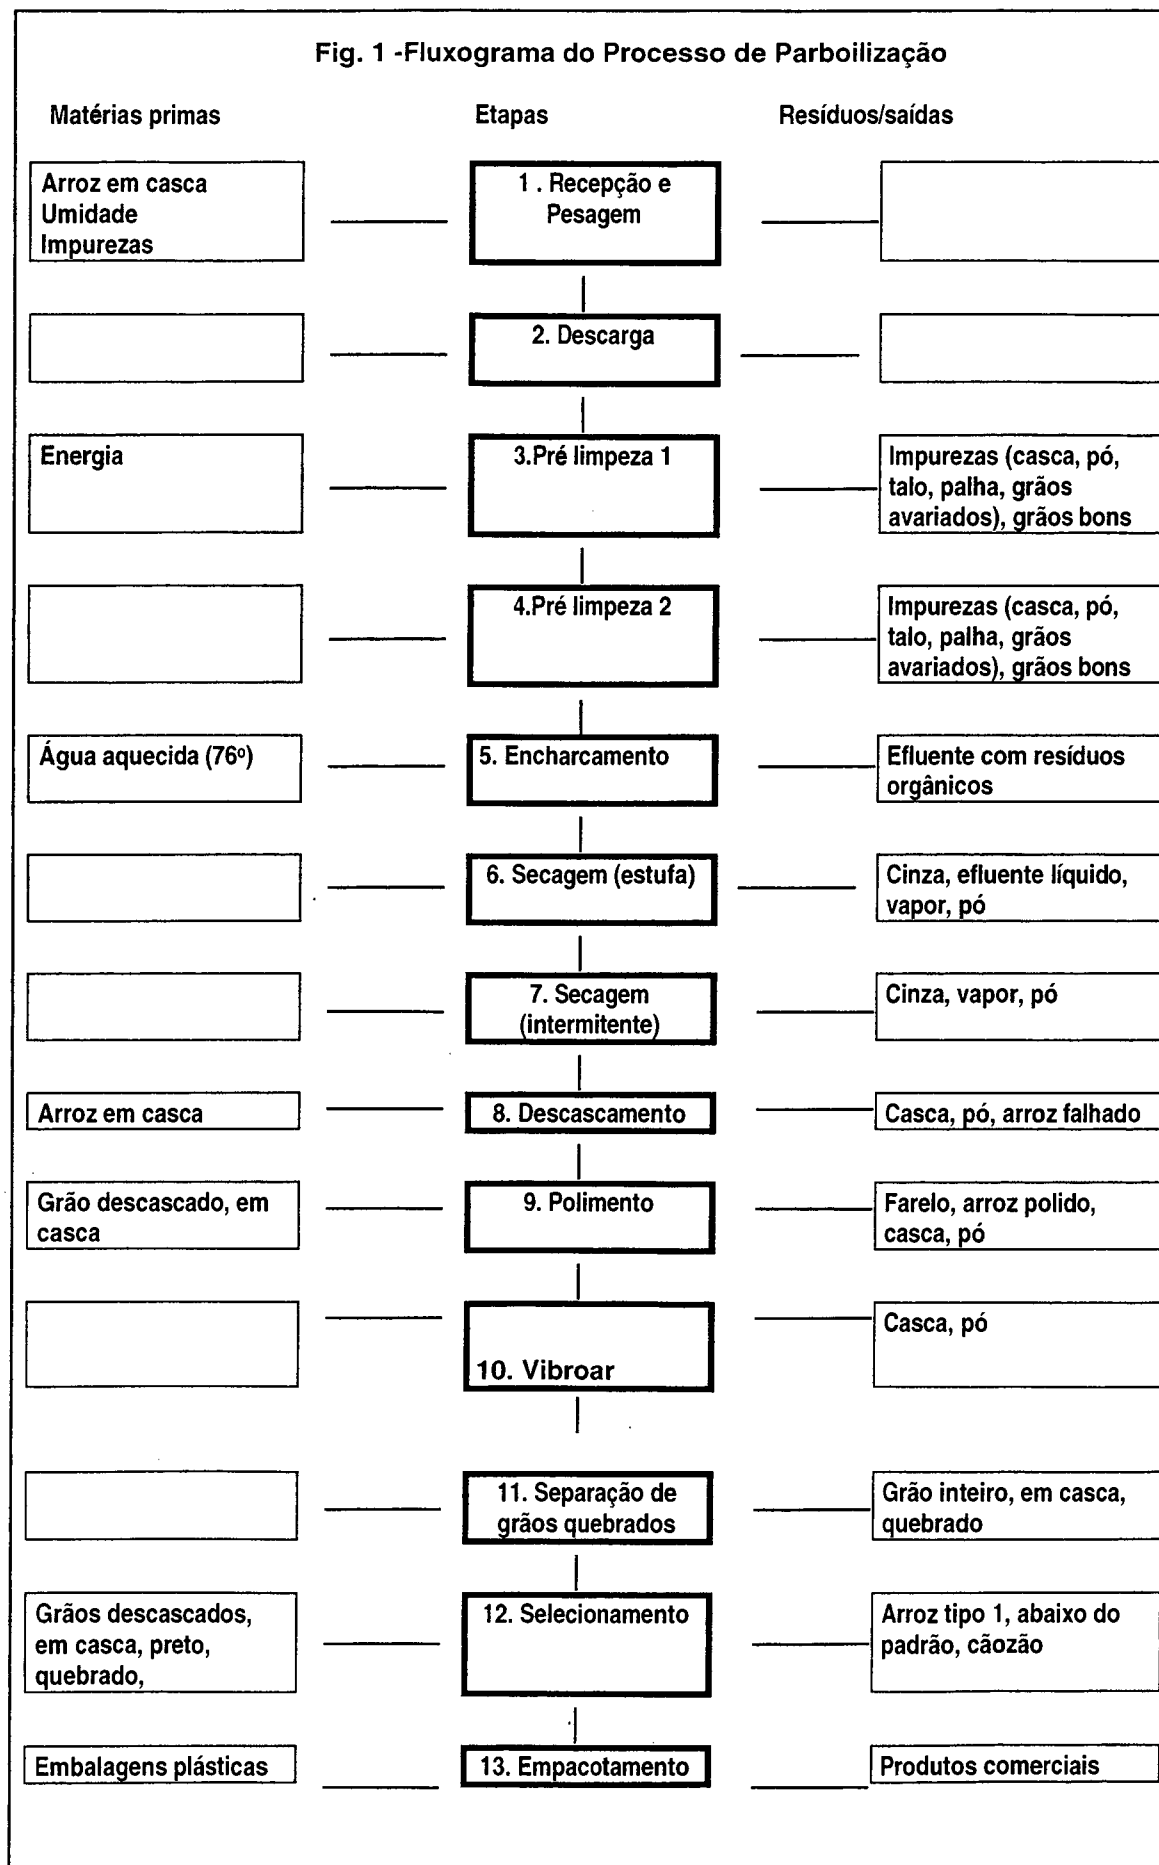 Fig. 1 -Fluxograma do Processo de Parboilização
Matérias primas
Etapas
Resíduos/saídas
Arroz em casca
Umidade
Impurezas
1 . Recepção e
Pesagem
2. Descarga
Energia
3.Pré limpeza 1
Impurezas (casca, pó,
talo, palha, grãos
avariados), grãos bons
4.Pré limpeza 2
Impurezas (casca, pó,
talo, palha, grãos
avariados), grãos bons
Água aquecida (76º)
5. Encharcamento
Efluente com resíduos
orgânicos
6. Secagem (estufa)
Cinza, efluente líquido,
vapor, pó
7. Secagem
(intermitente)
Cinza, vapor, pó
Arroz em casca
8. Descascamento
Casca, pó, arroz falhado
Grão descascado, em
casca
9. Polimento
Farelo, arroz polido,
casca, pó
10. Vibroar
Casca, pó
11. Separação de
grãos quebrados
Grão inteiro, em casca,
quebrado
Grãos descascados,
em casca, preto,
quebrado,
12. Selecionamento
Arroz tipo 1, abaixo do
padrão, cãozão
Embalagens plásticas
13. Empacotamento
Produtos comerciais